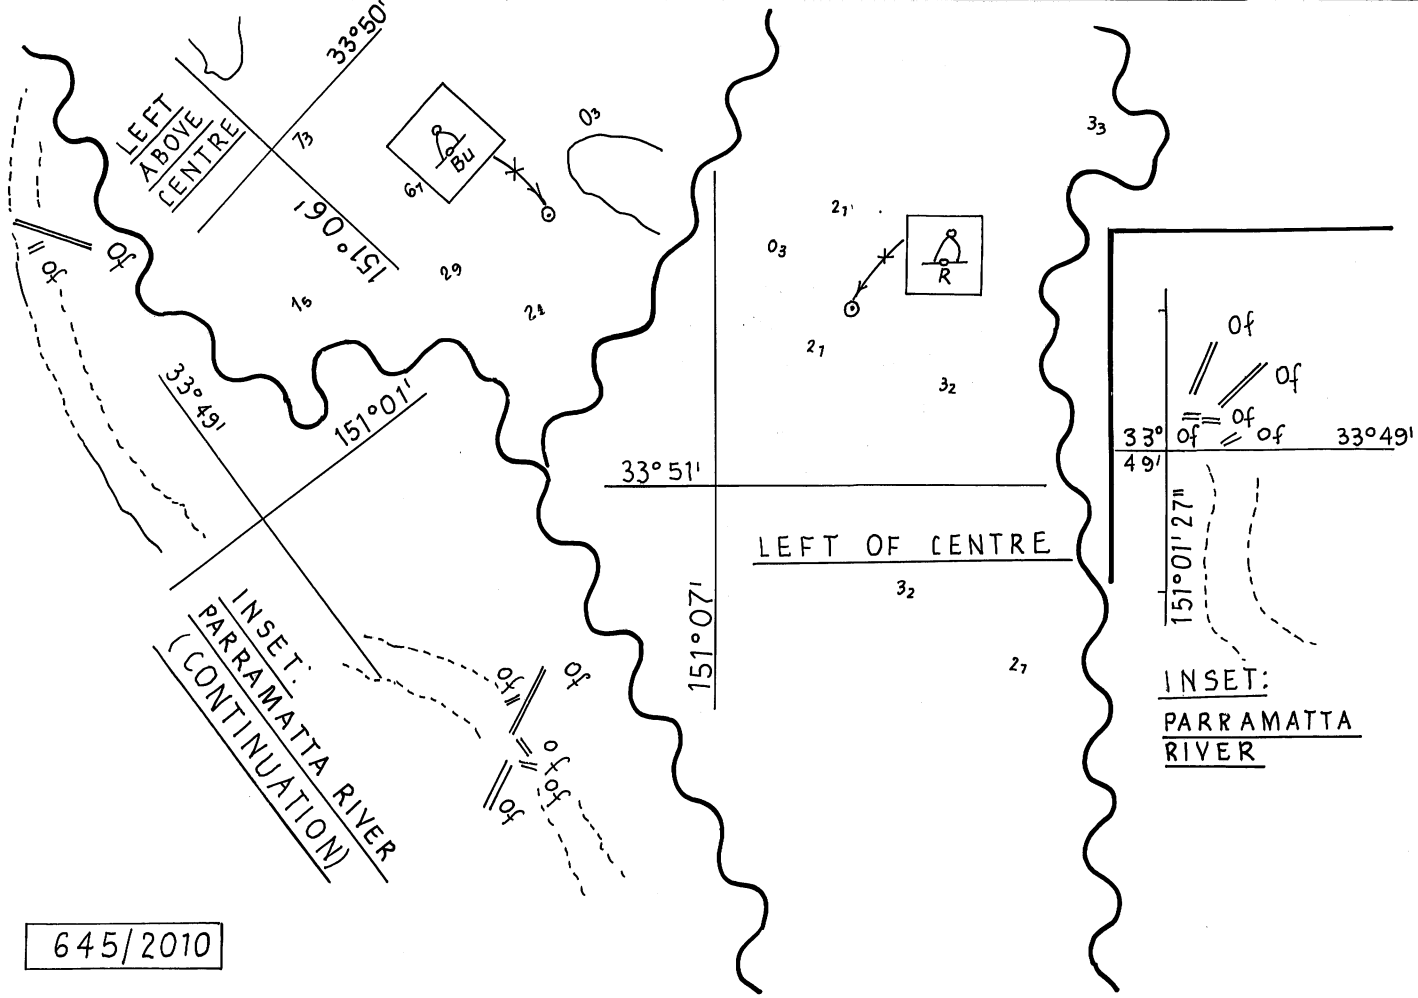 33°50'
LEFT
ABOVE
CENTRE
7₃
151°06'
Bu
6₇
0₃
29
1₅
2₁
Of
Of
33°49'
151°01'
INSET:
PARRAMATTA RIVER
(CONTINUATION)
Of
Of
Of
Of
Of
645/2010
3₃
2₇
0₃
R
2₇
3₂
33°51'
LEFT OF CENTRE
3₂
151°07'
2₇
Of
Of
Of
Of
Of
33°
49'
33°49'
151°01'27"
INSET:
PARRAMATTA
RIVER